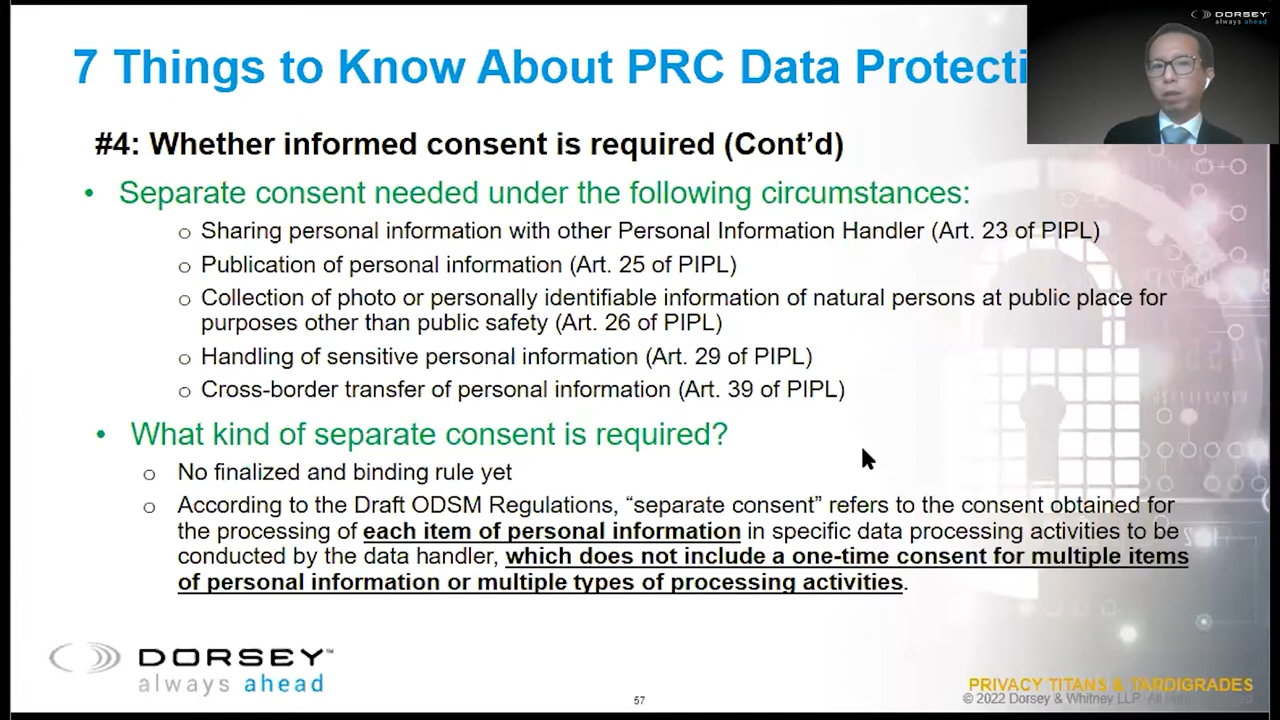 7 Things to Know About PRC Data Protecti
DORSEY
always ahead
#4: Whether informed consent is required (Cont’d)
• Separate consent needed under the following circumstances:
o Sharing personal information with other Personal Information Handler (Art. 23 of PIPL)
o Publication of personal information (Art. 25 of PIPL)
o Collection of photo or personally identifiable information of natural persons at public place for
purposes other than public safety (Art. 26 of PIPL)
o Handling of sensitive personal information (Art. 29 of PIPL)
o Cross-border transfer of personal information (Art. 39 of PIPL)
• What kind of separate consent is required?
o No finalized and binding rule yet
o According to the Draft ODSM Regulations, “separate consent” refers to the consent obtained for
the processing of each item of personal information in specific data processing activities to be
conducted by the data handler, which does not include a one-time consent for multiple items
of personal information or multiple types of processing activities.
DORSEY™
always ahead
57
PRIVACY TITANS & TARDIGRADES
© 2022 Dorsey & Whitney LLP. All rights reserved.